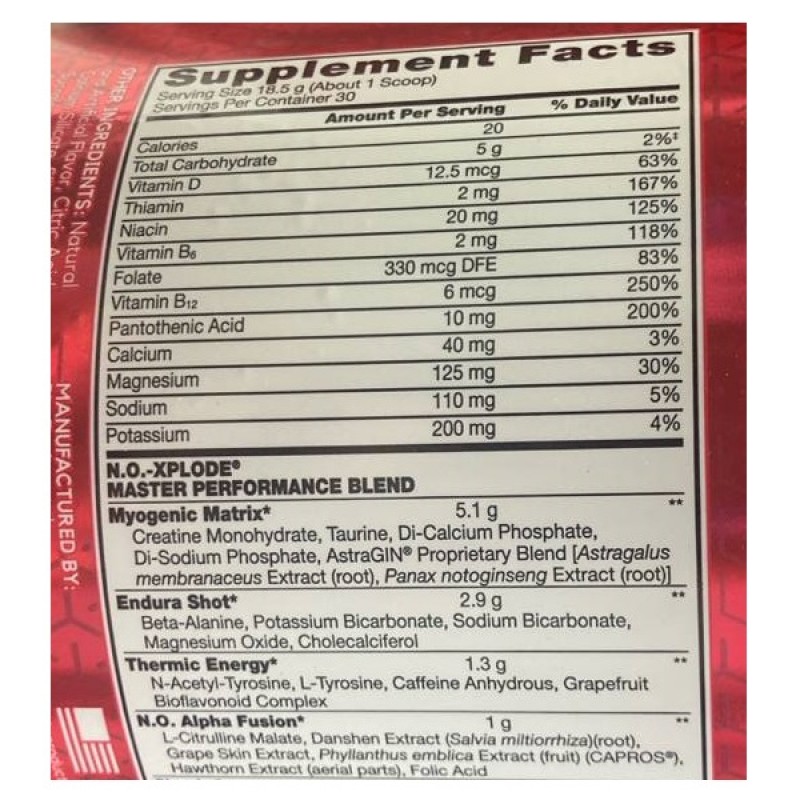 Supplement Facts
Serving Size 18.5 g (About 1 Scoop)
Servings Per Container 30
Amount Per Serving % Daily Value
Calories 20
Total Carbohydrate 5 g 2%‡
Vitamin D 12.5 mcg 63%
Thiamin 2 mg 167%
Niacin 20 mg 125%
Vitamin B6 2 mg 118%
Folate 330 mcg DFE 83%
Vitamin B12 6 mcg 250%
Pantothenic Acid 10 mg 200%
Calcium 40 mg 3%
Magnesium 125 mg 30%
Sodium 110 mg 5%
Potassium 200 mg 4%
N.O.-XPLODE®
MASTER PERFORMANCE BLEND
Myogenic Matrix* 5.1 g **
Creatine Monohydrate, Taurine, Di-Calcium Phosphate,
Di-Sodium Phosphate, AstraGIN® Proprietary Blend [Astragalus
membranaceus Extract (root), Panax notoginseng Extract (root)]
Endura Shot* 2.9 g **
Beta-Alanine, Potassium Bicarbonate, Sodium Bicarbonate,
Magnesium Oxide, Cholecalciferol
Thermic Energy* 1.3 g **
N-Acetyl-Tyrosine, L-Tyrosine, Caffeine Anhydrous, Grapefruit
Bioflavonoid Complex
N.O. Alpha Fusion* 1 g **
L-Citrulline Malate, Danshen Extract (Salvia miltiorrhiza)(root),
Grape Skin Extract, Phyllanthus emblica Extract (fruit) (CAPROS®),
Hawthorn Extract (aerial parts), Folic Acid
OTHER INGREDIENTS: Natural
Flavor, Citric
MANUFACTURED BY: